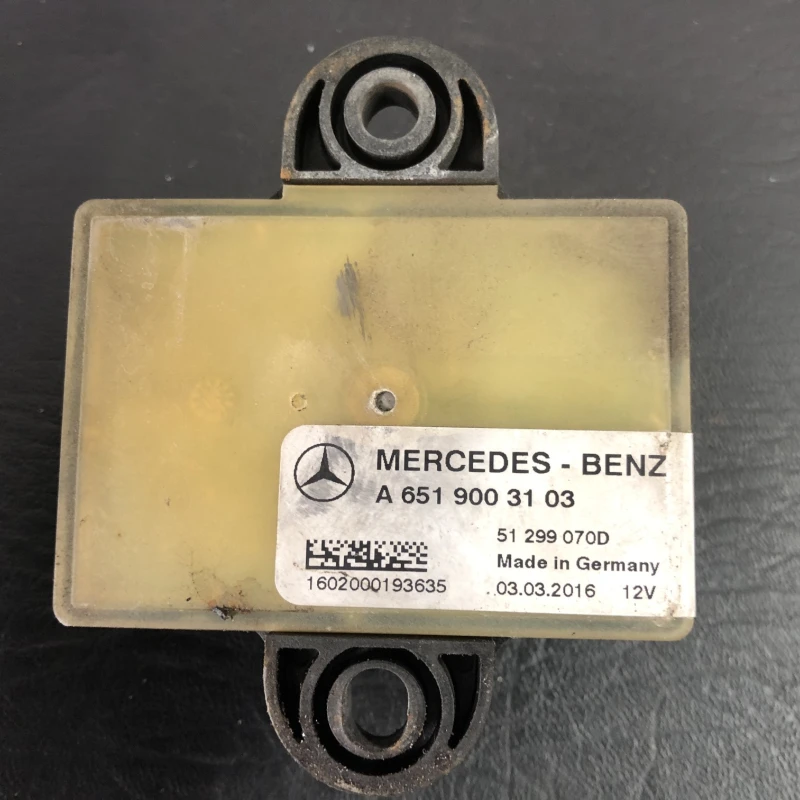 MERCEDES - BENZ
A 651 900 31 03
51 299 070D
Made in Germany
1602000193635
03.03.2016 12V